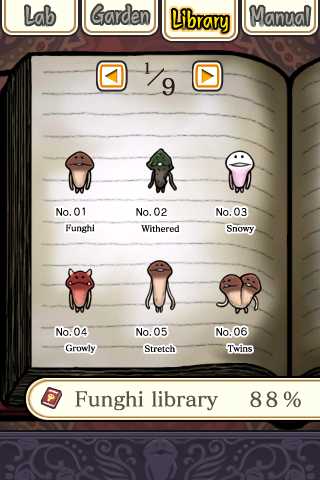 Lab Garden Library Manual
1/9
No.01 No.02 No.03
Funghi Withered Snowy
No.04 No.05 No.06
Growly Stretch Twins
Funghi library 88%